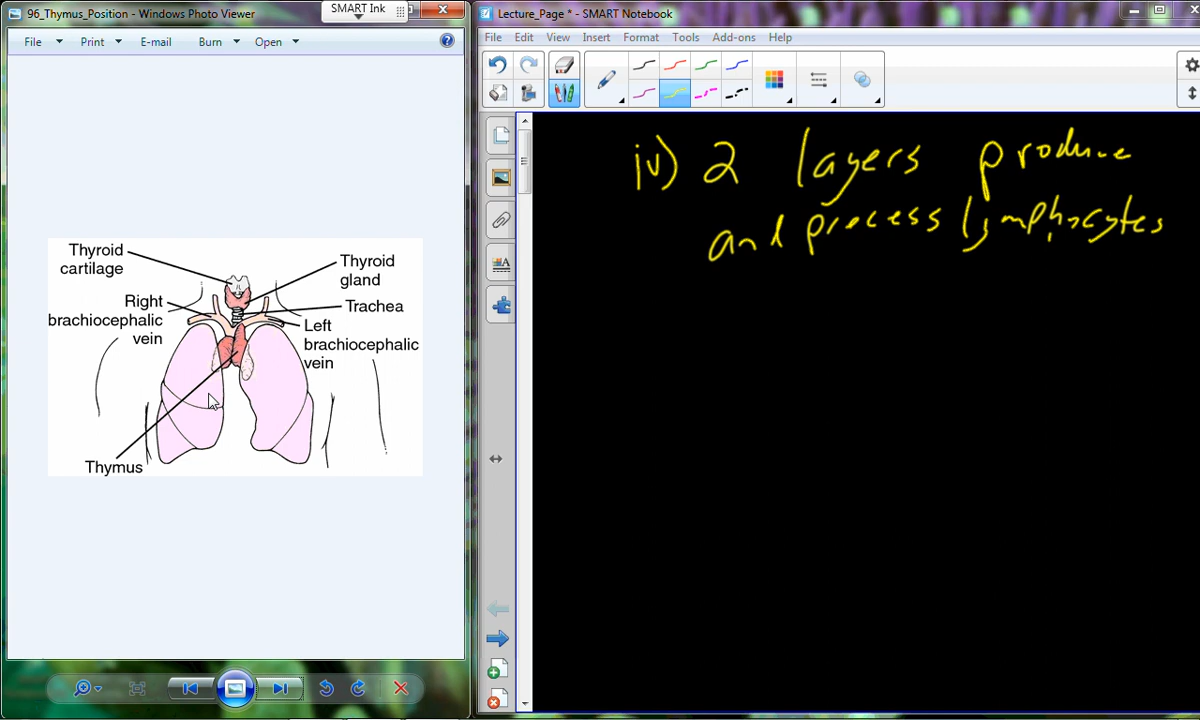 96_Thymus_Position - Windows Photo Viewer
SMART Ink
File Print E-mail Burn Open
Thyroid
cartilage
Thyroid
gland
Right
brachiocephalic
vein
Trachea
Left
brachiocephalic
vein
Thymus
Lecture_Page * - SMART Notebook
File Edit View Insert Format Tools Add-ons Help
iv) 2 layers produce
and process lymphocytes